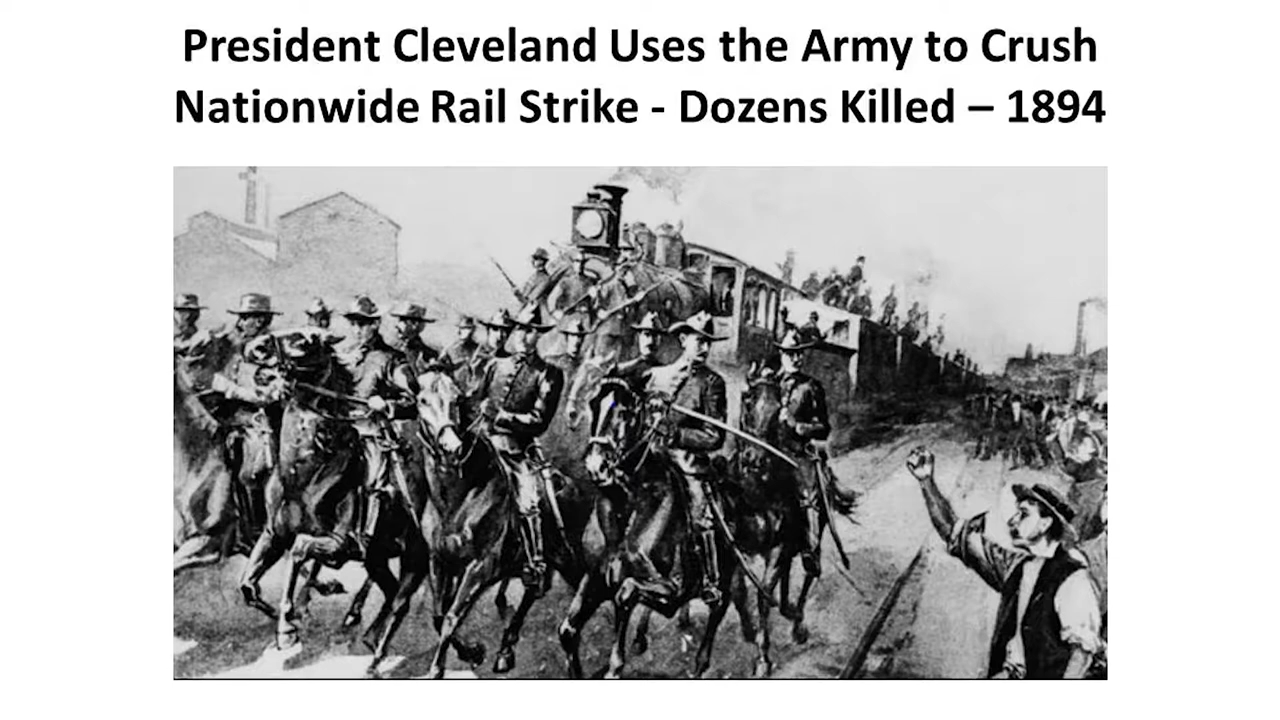 President Cleveland Uses the Army to Crush
Nationwide Rail Strike - Dozens Killed – 1894